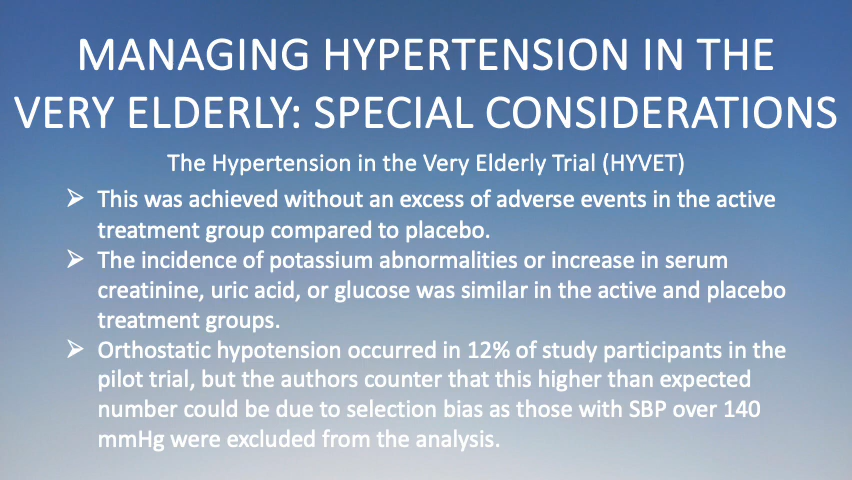 MANAGING HYPERTENSION IN THE
VERY ELDERLY: SPECIAL CONSIDERATIONS
The Hypertension in the Very Elderly Trial (HYVET)
➢ This was achieved without an excess of adverse events in the active
treatment group compared to placebo.
➢ The incidence of potassium abnormalities or increase in serum
creatinine, uric acid, or glucose was similar in the active and placebo
treatment groups.
➢ Orthostatic hypotension occurred in 12% of study participants in the
pilot trial, but the authors counter that this higher than expected
number could be due to selection bias as those with SBP over 140
mmHg were excluded from the analysis.